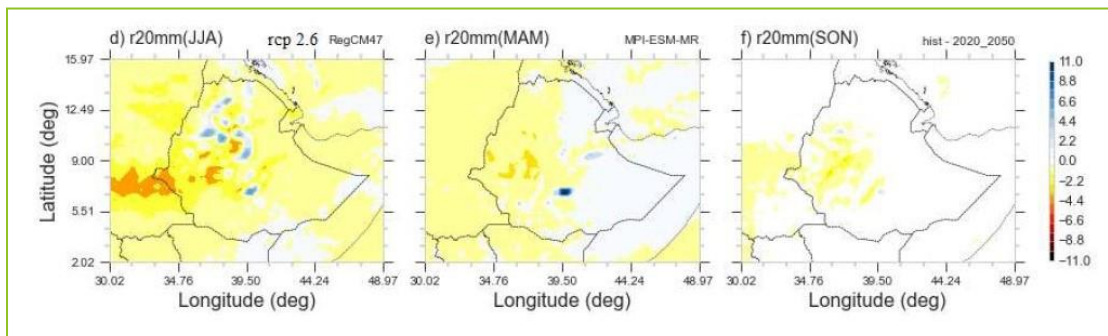 d) r20mm(JJA) rcp 2.6 RegCM47
e) r20mm(MAM) MPI-ESM-MR
f) r20mm(SON) hist - 2020_2050
Latitude (deg)
15.97
12.49
9.00
5.51
2.02
30.02 34.76 39.50 44.24 48.97
Longitude (deg)
30.02 34.76 39.50 44.24 48.97
Longitude (deg)
30.02 34.76 39.50 44.24 48.97
Longitude (deg)
11.0
8.8
6.6
4.4
2.2
0.0
−2.2
−4.4
−6.6
−8.8
−11.0